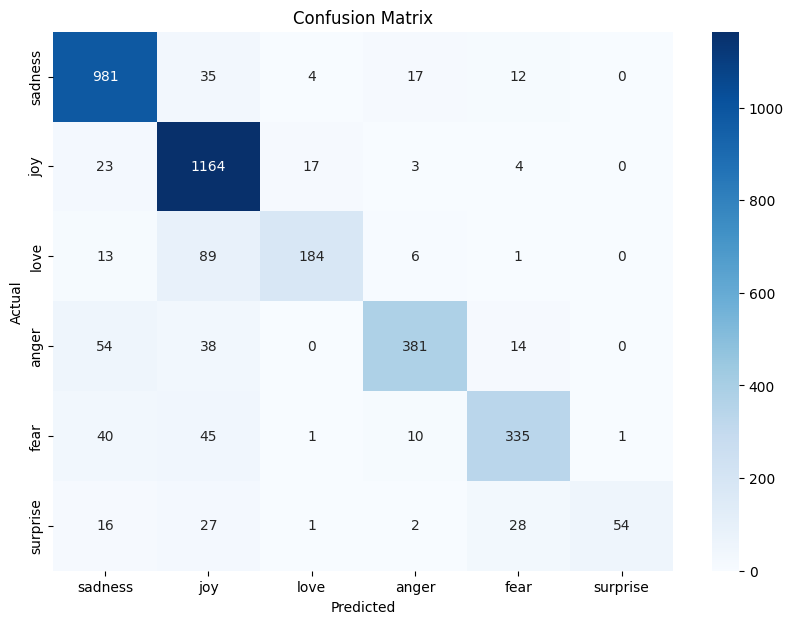 Confusion Matrix
Actual
sadness 981 35 4 17 12 0
joy 23 1164 17 3 4 0
love 13 89 184 6 1 0
anger 54 38 0 381 14 0
fear 40 45 1 10 335 1
surprise 16 27 1 2 28 54
sadness joy love anger fear surprise
Predicted
1000
800
600
400
200
0